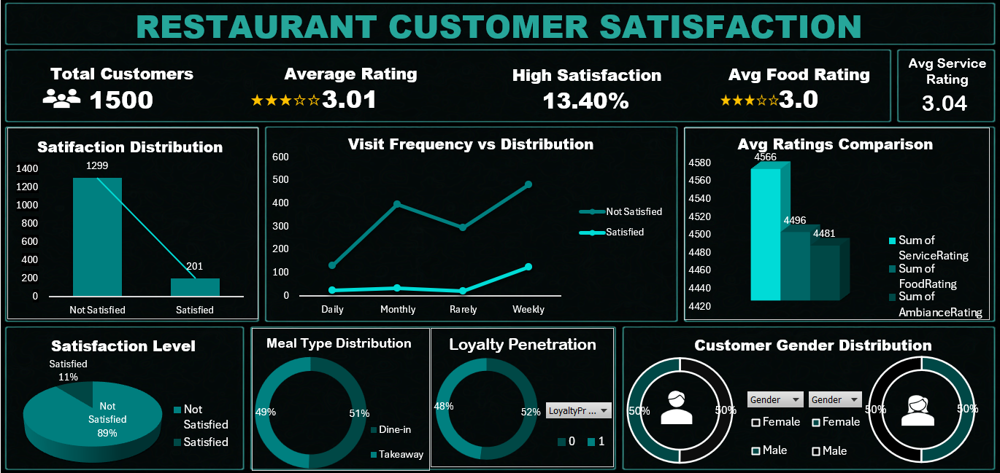 RESTAURANT CUSTOMER SATISFACTION
Total Customers
1500
Average Rating
★★★☆☆3.01
High Satisfaction
13.40%
Avg Food Rating
★★★☆☆3.0
Avg Service
Rating
3.04
Satifaction Distribution
1400
1200
1000
800
600
400
200
0
1299
201
Not Satisfied
Satisfied
Visit Frequency vs Distribution
600
500
400
300
200
100
0
Daily
Monthly
Rarely
Weekly
Not Satisfied
Satisfied
Avg Ratings Comparison
4580
4560
4540
4520
4500
4480
4460
4440
4420
4566
4496
4481
Sum of
ServiceRating
Sum of
FoodRating
Sum of
AmbianceRating
Satisfaction Level
Satisfied
11%
Not
Satisfied
89%
Not
Satisfied
Satisfied
Meal Type Distribution
49%
51%
Dine-in
Takeaway
Loyalty Penetration
48%
52%
LoyaltyPr ...
0
1
Customer Gender Distribution
50%
50%
Gender
Female
Male
Gender
Female
Male
50%
50%